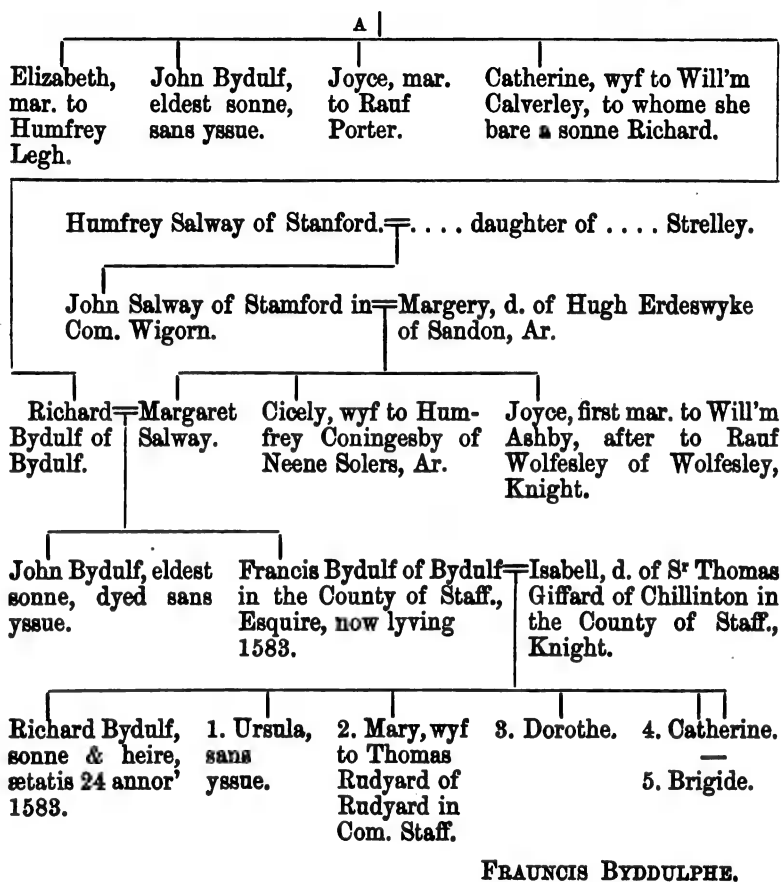 A
Elizabeth,
mar. to
Humfrey
Legh.
John Bydulf,
eldest sonne,
sans yssue.
Joyce, mar.
to Rauf
Porter.
Catherine, wyf to Will'm
Calverley, to whome she
bare a sonne Richard.
Humfrey Salway of Stanford.=. . . . daughter of . . . . Strelley.
John Salway of Stamford in=Margery, d. of Hugh Erdeswyke
Com. Wigorn.
of Sandon, Ar.
Richard=Margaret
Bydulf of
Bydulf.
Salway.
Cicely, wyf to Hum-
frey Coningesby of
Neene Solers, Ar.
Joyce, first mar. to Will'm
Ashby, after to Rauf
Wolfesley of Wolfesley,
Knight.
John Bydulf, eldest
sonne, dyed sans
yssue.
Francis Bydulf of Bydulf=Isabell, d. of Sr Thomas
in the County of Staff.,
Esquire, now lyving
1583.
Giffard of Chillinton in
the County of Staff.,
Knight.
Richard Bydulf,
sonne & heire,
ætatis 24 annor'
1583.
1. Ursula,
sans
yssue.
2. Mary, wyf
to Thomas
Rudyard of
Rudyard in
Com. Staff.
3. Dorothe.
4. Catherine.
—
5. Brigide.
FRAUNCIS BYDDULPHE.